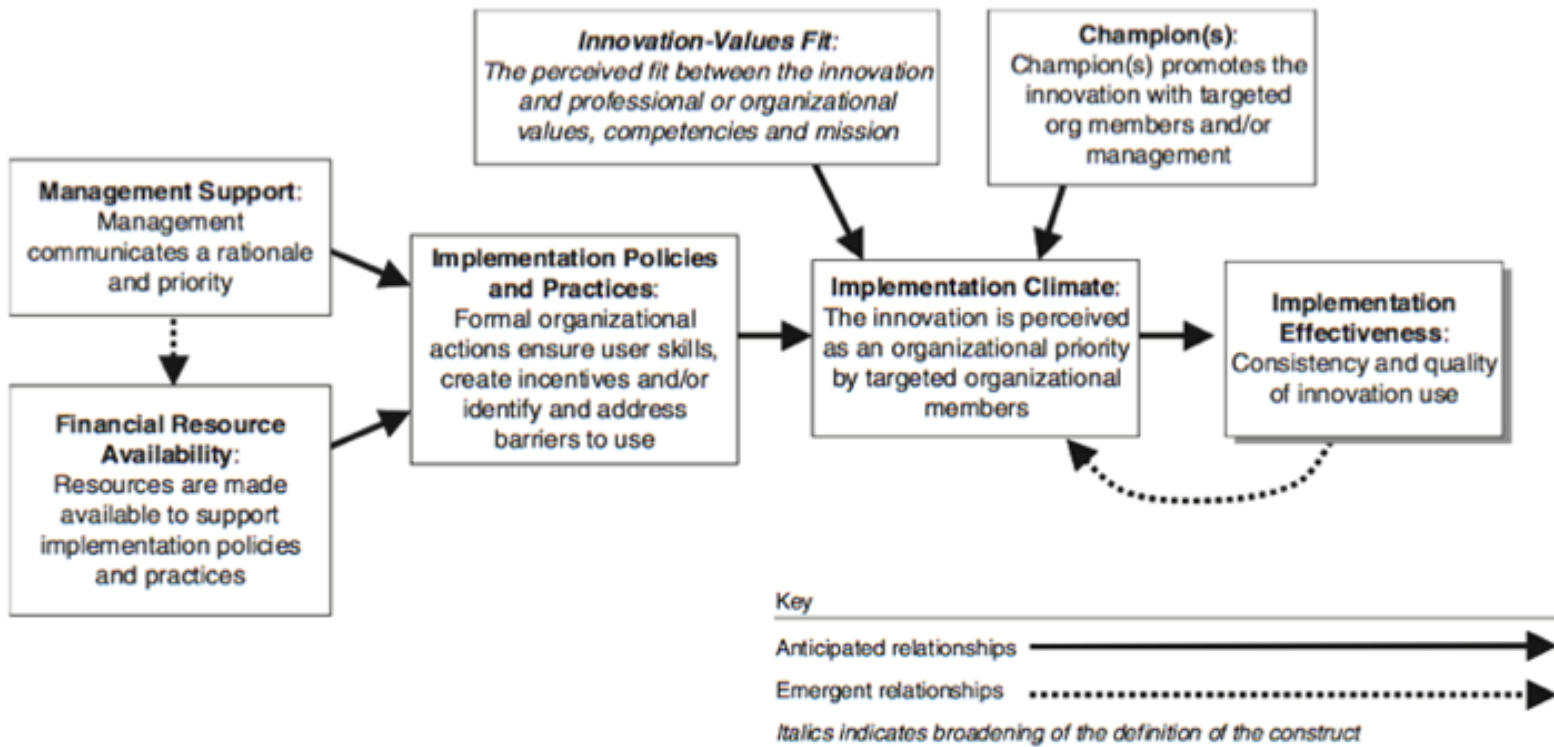 Innovation-Values Fit:
The perceived fit between the innovation
and professional or organizational
values, competencies and mission
Champion(s):
Champion(s) promotes the
innovation with targeted
org members and/or
management
Management Support:
Management
communicates a rationale
and priority
Financial Resource
Availability:
Resources are made
available to support
implementation policies
and practices
Implementation Policies
and Practices:
Formal organizational
actions ensure user skills,
create incentives and/or
identify and address
barriers to use
Implementation Climate:
The innovation is perceived
as an organizational priority
by targeted organizational
members
Implementation
Effectiveness:
Consistency and quality
of innovation use
Key
Anticipated relationships
Emergent relationships
Italics indicates broadening of the definition of the construct